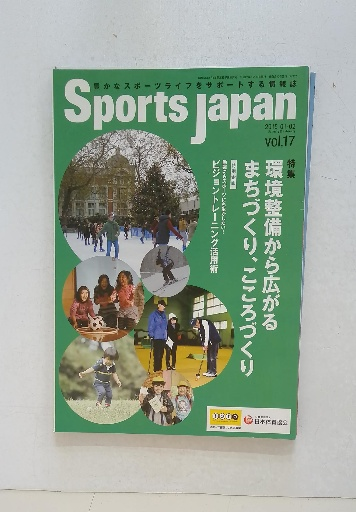 豊かなスポーツライフをサポートする情報誌
Sports Japan
2015 01-02
vol.17
特集
環境整備から広がる
まちづくり、こころづくり
ビジョントレーニング活用術
日本体育協会